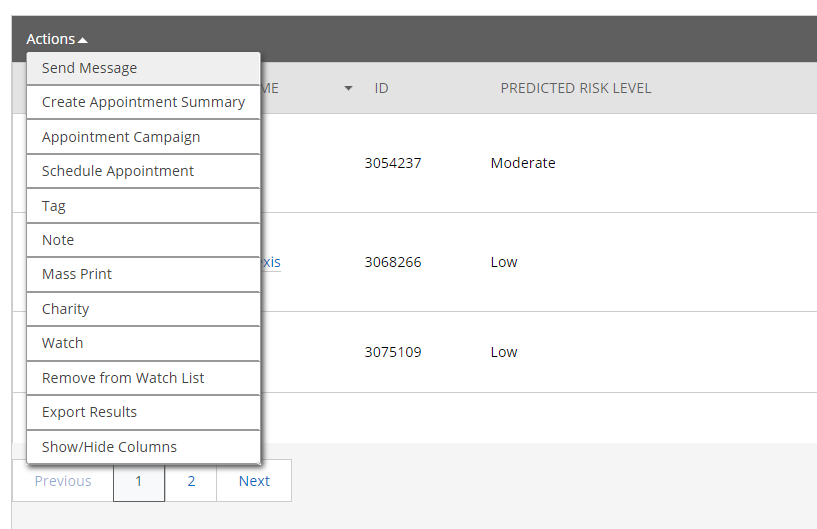 Actions
Send Message
Create Appointment Summary
Appointment Campaign
Schedule Appointment
Tag
Note
Mass Print
Charity
Watch
Remove from Watch List
Export Results
Show/Hide Columns
ID PREDICTED RISK LEVEL
3054237 Moderate
3068266 Low
3075109 Low
Previous 1 2 Next